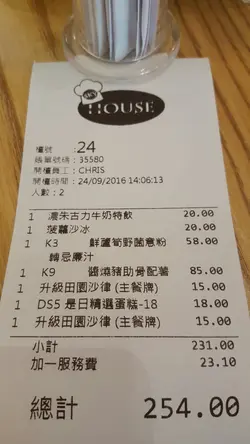 SKY
HOUSE
檯號 :24
賬單號碼:35580
開檯員工:CHRIS
開檯時間:24/09/2016 14:06:13
人數:2
1 濃朱古力牛奶特飲 20.00
1 菠蘿沙冰 20.00
1 K3 鮮蘆筍野菌意粉 58.00
轉忌廉汁
1 K9 醬燒豬肋骨配薯 85.00
1 升級田園沙律 (主餐牌) 15.00
1 DS5 是日精選蛋糕-18 18.00
1 升級田園沙律 (主餐牌) 15.00
小計 231.00
加一服務費 23.10
總計 254.00